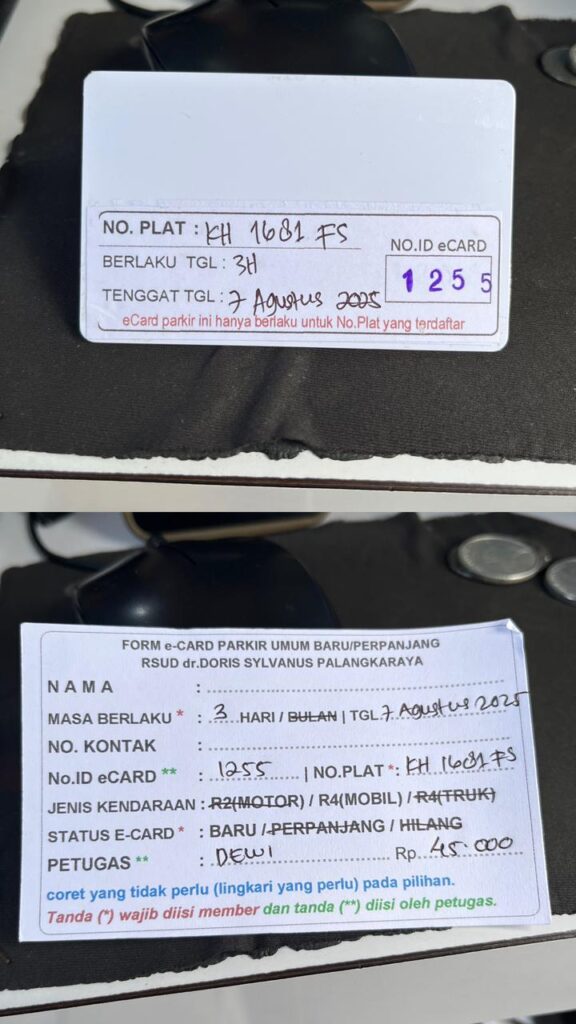 NO. PLAT : KH 1681 FS
BERLAKU TGL : 3H
NO.ID eCARD
1255
TENGGAT TGL : 7 Agustus 2025
eCard parkir ini hanya berlaku untuk No.Plat yang terdaftar
FORM e-CARD PARKIR UMUM BARU/PERPANJANG
RSUD dr.DORIS SYLVANUS PALANGKARAYA
NAMA :
MASA BERLAKU * : 3 HARI / BULAN | TGL 7 Agustus 2025
NO. KONTAK :
No.ID eCARD ** : 1255 | NO.PLAT *: KH 1681 FS
JENIS KENDARAAN : R2(MOTOR) / R4(MOBIL) / R4(TRUK)
STATUS E-CARD * : BARU / PERPANJANG / HILANG
PETUGAS ** : DEWI Rp. 45.000
coret yang tidak perlu (lingkari yang perlu) pada pilihan.
Tanda (*) wajib diisi member dan tanda (**) diisi oleh petugas.